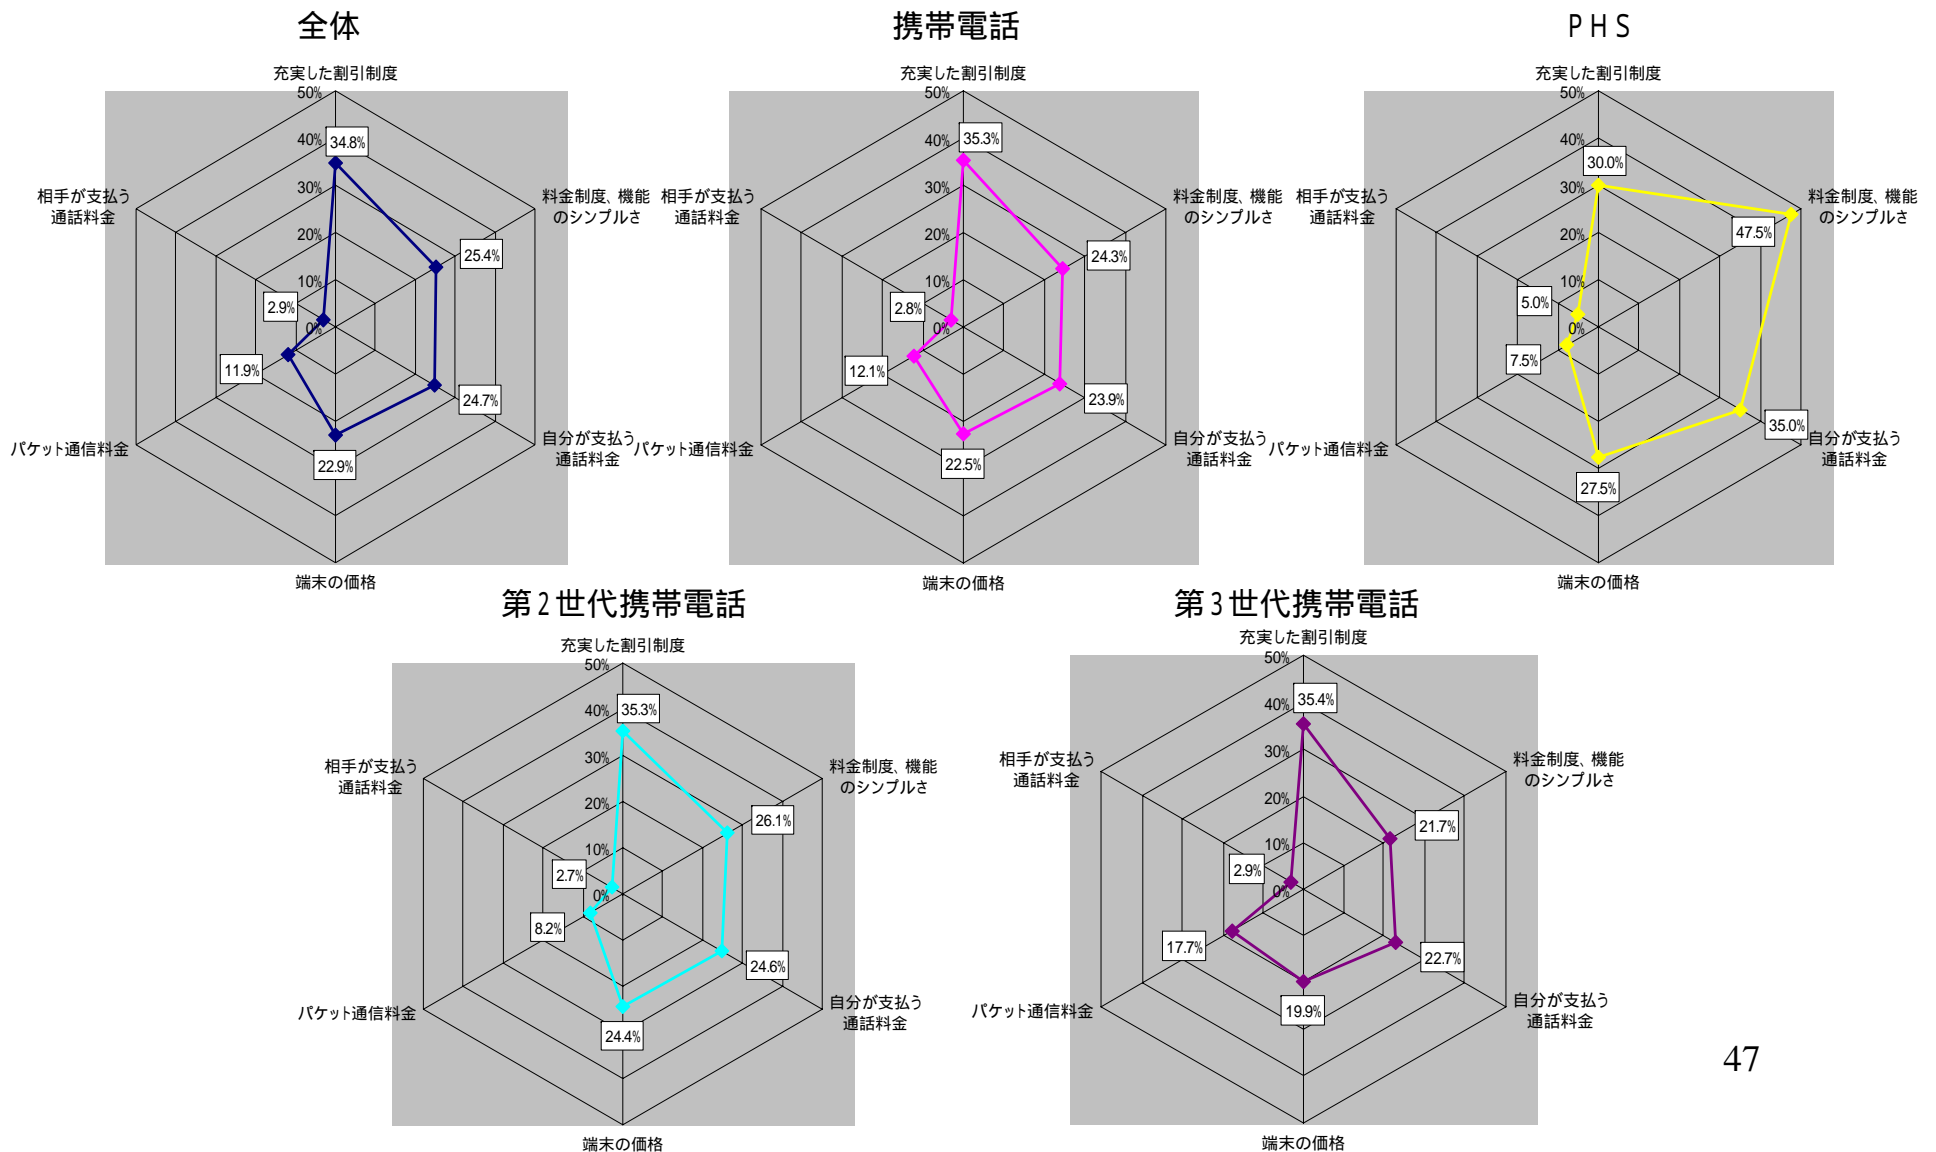 全体
充実した割引制度
50%
40%
30%
20%
10%
0%
34.8%
料金制度、機能
のシンプルさ
25.4%
自分が支払う
通話料金
24.7%
端末の価格
22.9%
パケット通信料金
11.9%
相手が支払う
通話料金
2.9%
携帯電話
充実した割引制度
50%
40%
30%
20%
10%
0%
35.3%
料金制度、機能
のシンプルさ
24.3%
自分が支払う
通話料金
23.9%
端末の価格
22.5%
パケット通信料金
12.1%
相手が支払う
通話料金
2.8%
PHS
充実した割引制度
50%
40%
30%
20%
10%
0%
30.0%
料金制度、機能
のシンプルさ
47.5%
自分が支払う
通話料金
35.0%
端末の価格
27.5%
パケット通信料金
7.5%
相手が支払う
通話料金
5.0%
第2世代携帯電話
充実した割引制度
50%
40%
30%
20%
10%
0%
35.3%
料金制度、機能
のシンプルさ
26.1%
自分が支払う
通話料金
24.6%
端末の価格
24.4%
パケット通信料金
8.2%
相手が支払う
通話料金
2.7%
第3世代携帯電話
充実した割引制度
50%
40%
30%
20%
10%
0%
35.4%
料金制度、機能
のシンプルさ
21.7%
自分が支払う
通話料金
22.7%
端末の価格
19.9%
パケット通信料金
17.7%
相手が支払う
通話料金
2.9%
47